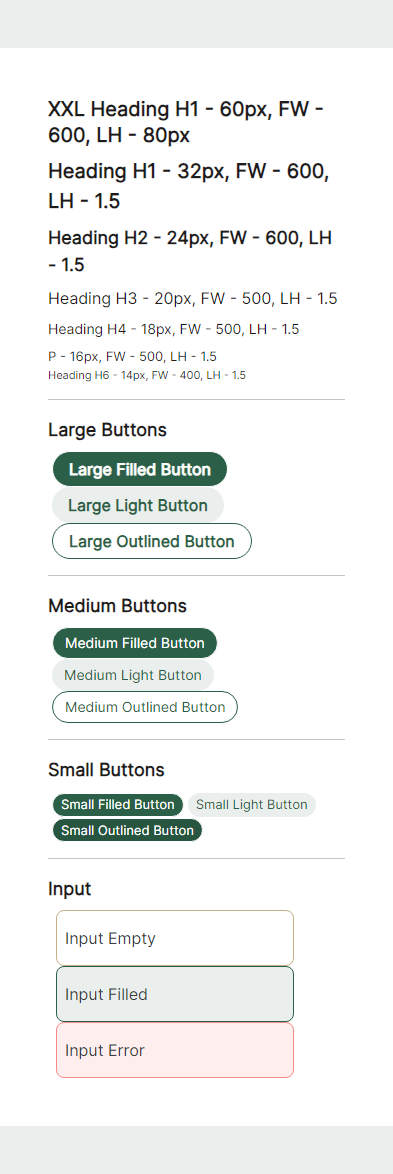 XXL Heading H1 - 60px, FW -
600, LH - 80px
Heading H1 - 32px, FW - 600,
LH - 1.5
Heading H2 - 24px, FW - 600, LH
- 1.5
Heading H3 - 20px, FW - 500, LH - 1.5
Heading H4 - 18px, FW - 500, LH - 1.5
P - 16px, FW - 500, LH - 1.5
Heading H6 - 14px, FW - 400, LH - 1.5
Large Buttons
Large Filled Button
Large Light Button
Large Outlined Button
Medium Buttons
Medium Filled Button
Medium Light Button
Medium Outlined Button
Small Buttons
Small Filled Button Small Light Button
Small Outlined Button
Input
Input Empty
Input Filled
Input Error